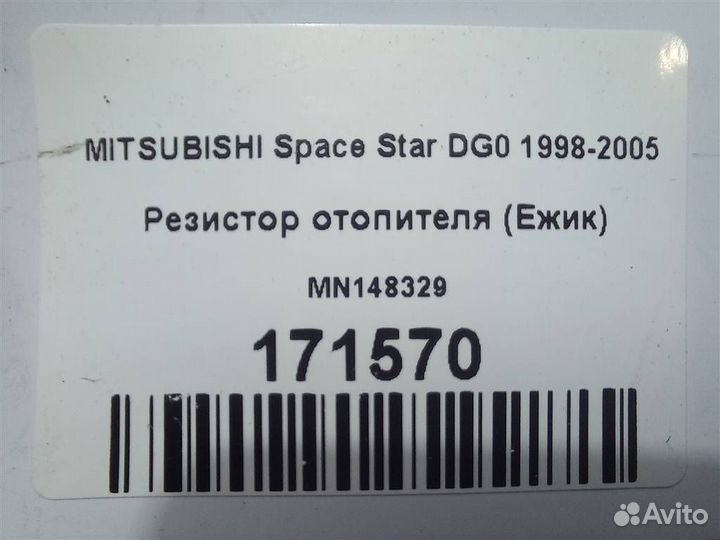 MITSUBISHI Space Star DG0 1998-2005
Резистор отопителя (Ежик)
MN148329
171570
Avito